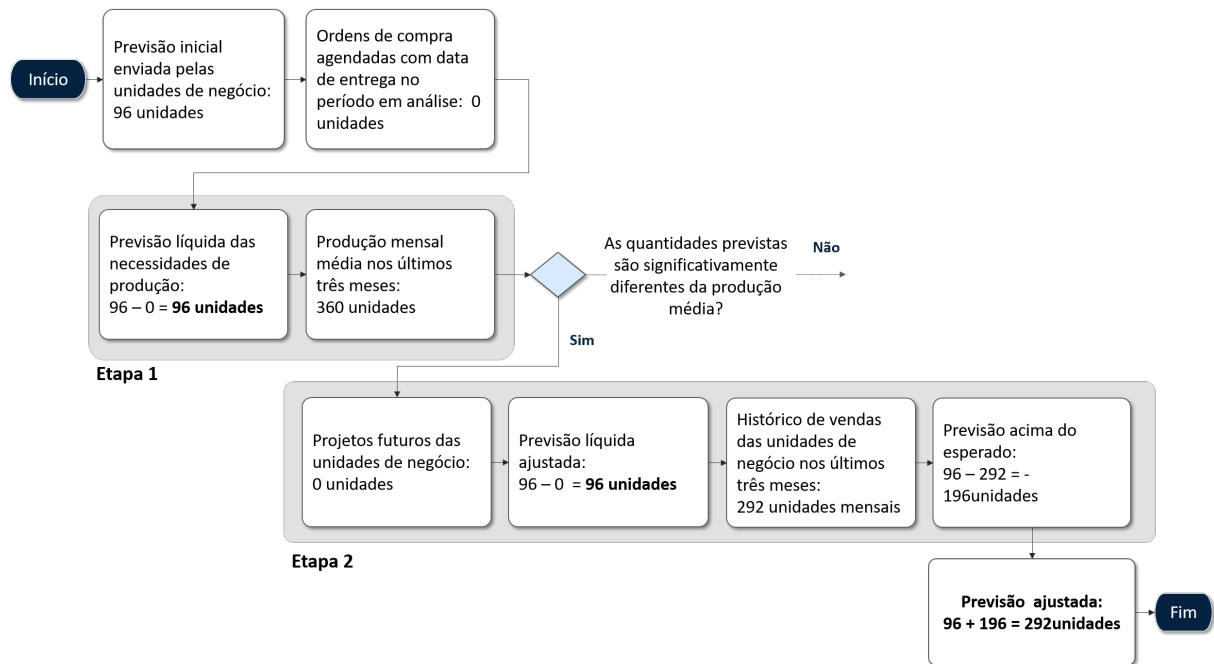 Início
Previsão inicial
enviada pelas
unidades de negócio:
96 unidades
Ordens de compra
agendadas com data
de entrega no
período em análise:  0
unidades
Previsão líquida das
necessidades de
produção:
96 – 0 = 96 unidades
Produção mensal
média nos últimos
três meses:
360 unidades
As quantidades previstas
são significativamente
diferentes da produção
média?
Não
Sim
Etapa 1
Projetos futuros das
unidades de negócio:
0 unidades
Previsão líquida
ajustada:
96 – 0  = 96 unidades
Histórico de vendas
das unidades de
negócio nos últimos
três meses:
292 unidades mensais
Previsão acima do
esperado:
96 – 292 = -
196unidades
Etapa 2
Previsão  ajustada:
96 + 196 = 292unidades
Fim